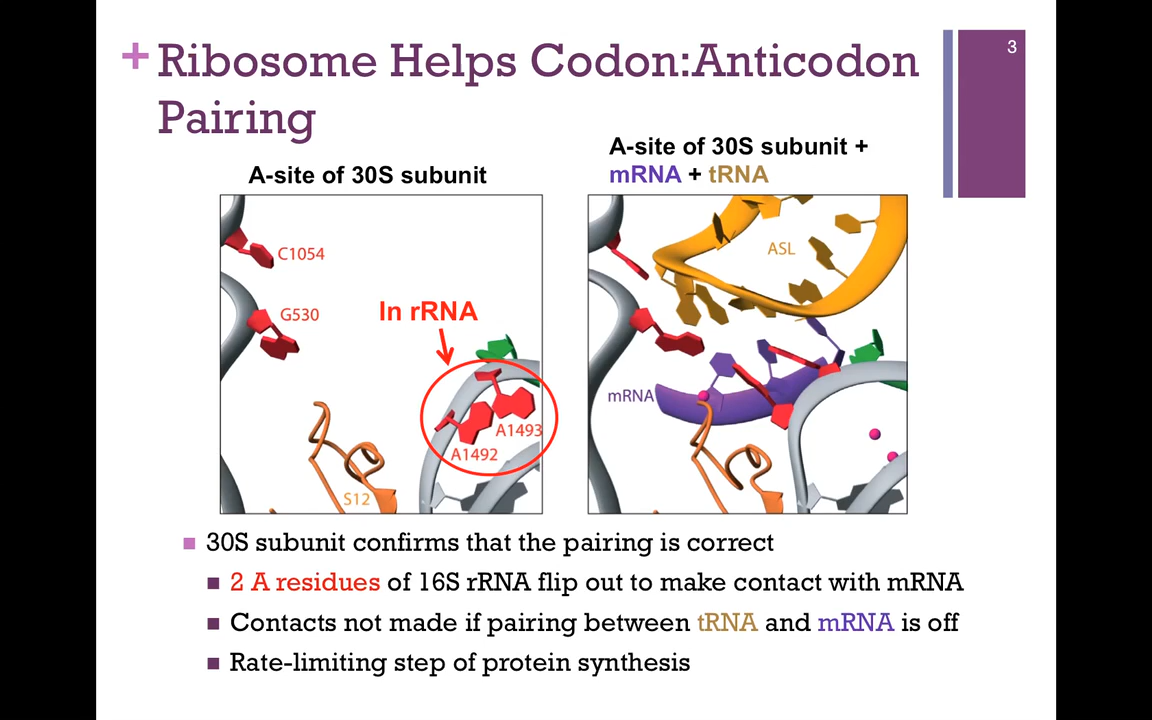 3
+ Ribosome Helps Codon:Anticodon
Pairing
A-site of 30S subunit
C1054
G530
In rRNA
A1493
A1492
S12
A-site of 30S subunit +
mRNA + tRNA
ASL
mRNA
30S subunit confirms that the pairing is correct
2 A residues of 16S rRNA flip out to make contact with mRNA
Contacts not made if pairing between tRNA and mRNA is off
Rate-limiting step of protein synthesis